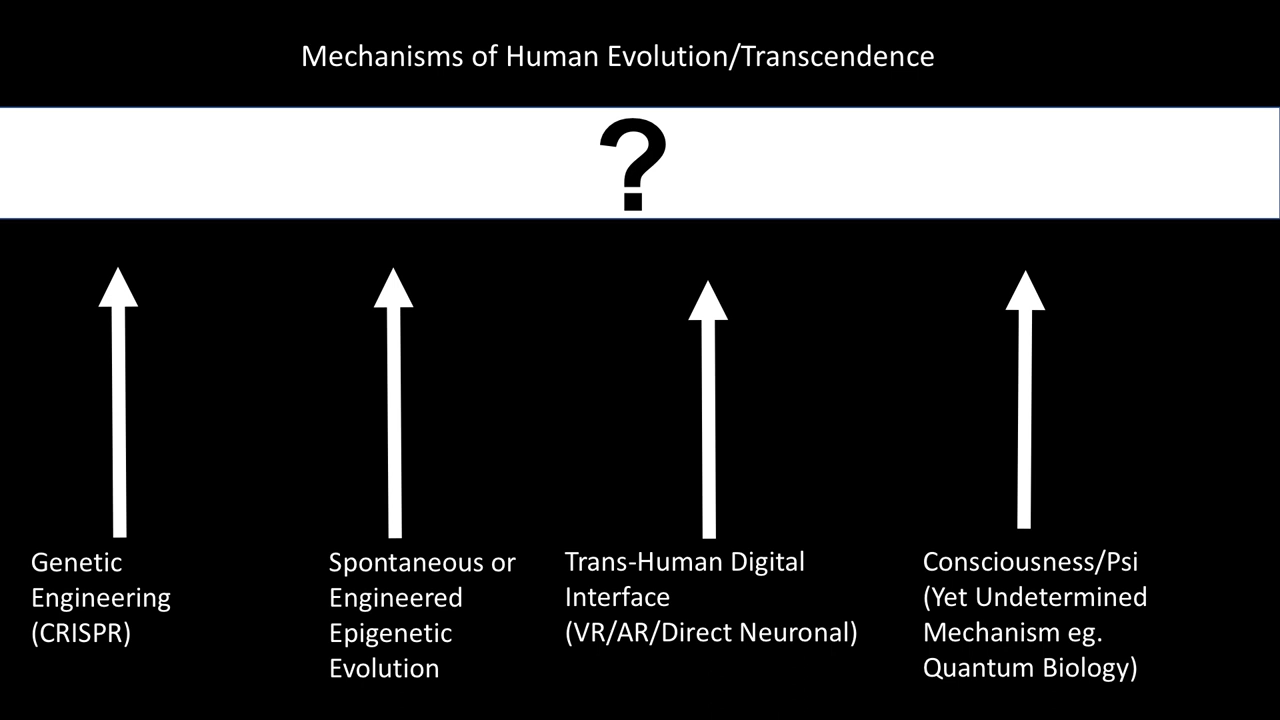 Mechanisms of Human Evolution/Transcendence
?
Genetic
Engineering
(CRISPR)
Spontaneous or
Engineered
Epigenetic
Evolution
Trans-Human Digital
Interface
(VR/AR/Direct Neuronal)
Consciousness/Psi
(Yet Undetermined
Mechanism eg.
Quantum Biology)